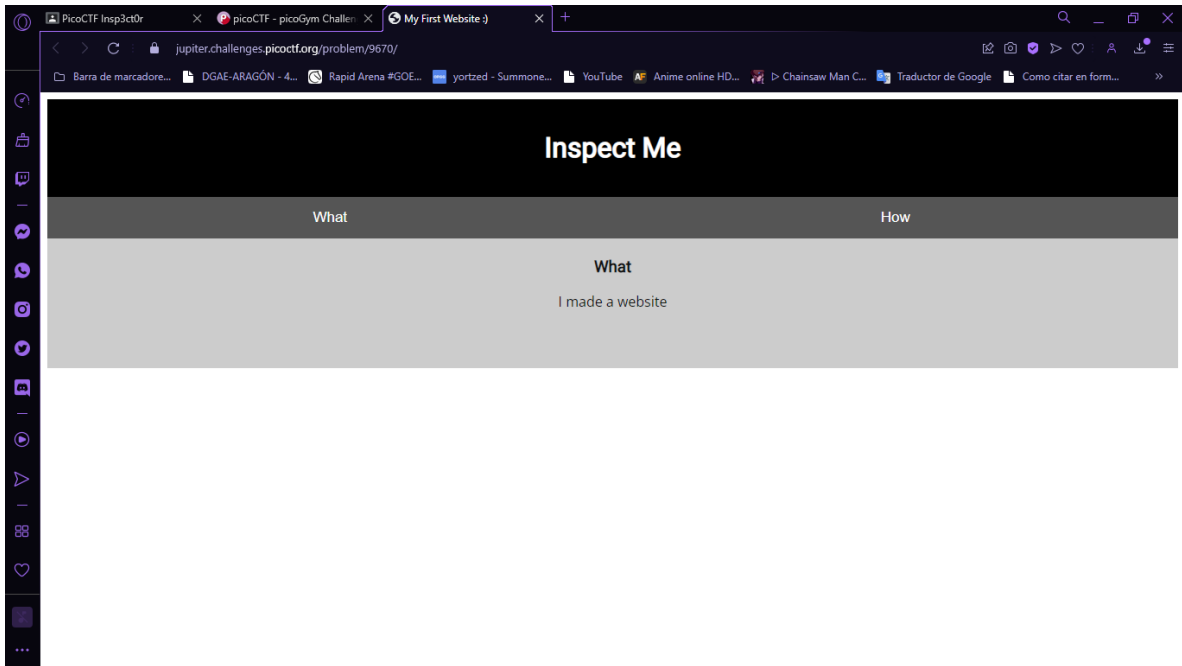 PicoCTF Insp3ct0r
picoCTF - picoGym Challen
My First Website :)
jupiter.challenges.picoctf.org/problem/9670/
Barra de marcadore...
DGAE-ARAGÓN - 4...
Rapid Arena #GOE...
yortzed - Summone...
YouTube
AF Anime online HD...
▷ Chainsaw Man C...
Traductor de Google
Como citar en form...
»
Inspect Me
What
How
What
I made a website